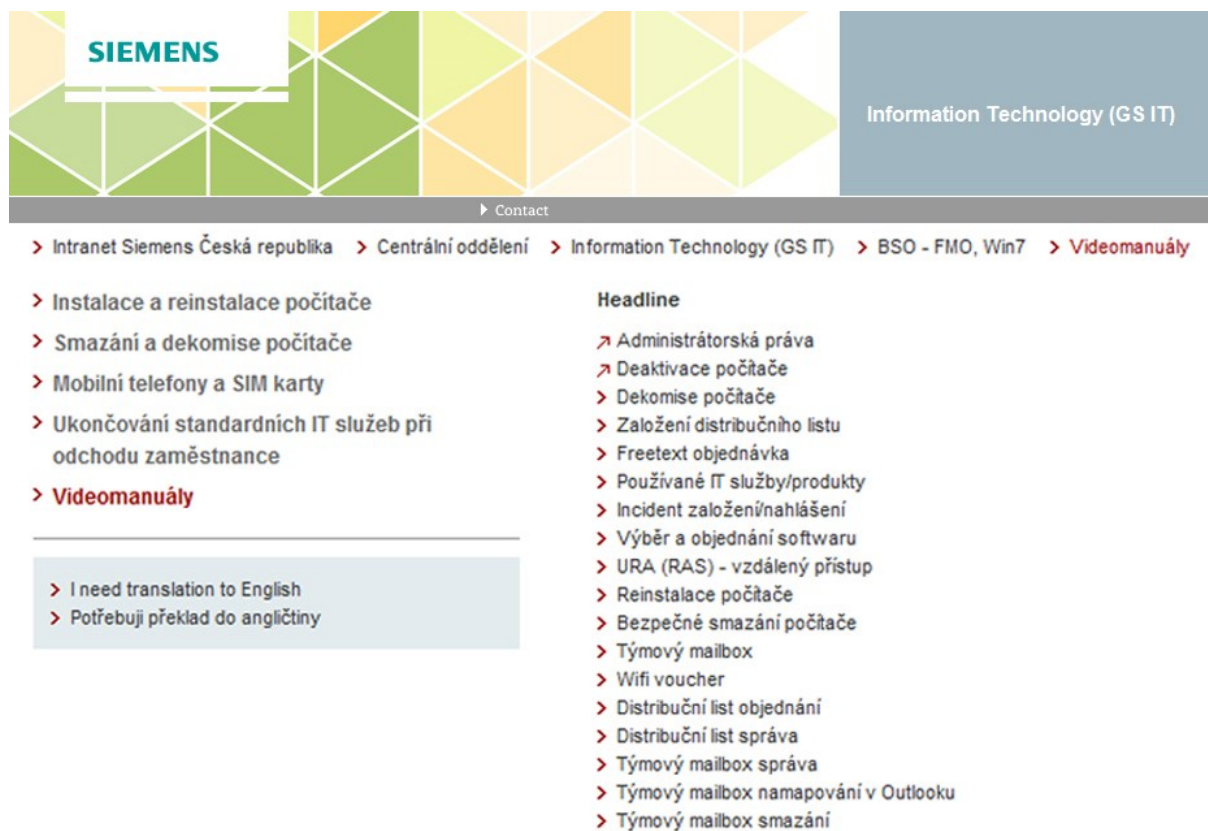 SIEMENS
Information Technology (GS IT)
Contact
Intranet Siemens Česká republika Centrální oddělení Information Technology (GS IT) BSO - FMO, Win7 Videomanuály
Instalace a reinstalace počítače
Smazání a dekomise počítače
Mobilní telefony a SIM karty
Ukončování standardních IT služeb při
odchodu zaměstnance
Videomanuály
I need translation to English
Potřebuji překlad do angličtiny
Headline
Administrátorská práva
Deaktivace počítače
Dekomise počítače
Založení distribučního listu
Freetext objednávka
Používané IT služby/produkty
Incident založení/nahlášení
Výběr a objednání softwaru
URA (RAS) - vzdálený přístup
Reinstalace počítače
Bezpečné smazání počítače
Týmový mailbox
Wifi voucher
Distribuční list objednání
Distribuční list správa
Týmový mailbox správa
Týmový mailbox namapování v Outlooku
Týmový mailbox smazání